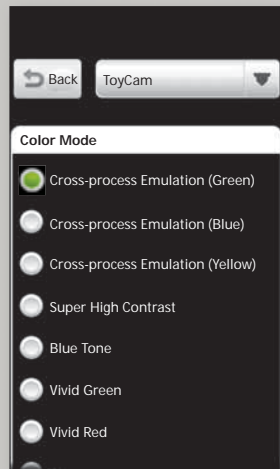 Back
ToyCam
Color Mode
Cross-process Emulation (Green)
Cross-process Emulation (Blue)
Cross-process Emulation (Yellow)
Super High Contrast
Blue Tone
Vivid Green
Vivid Red